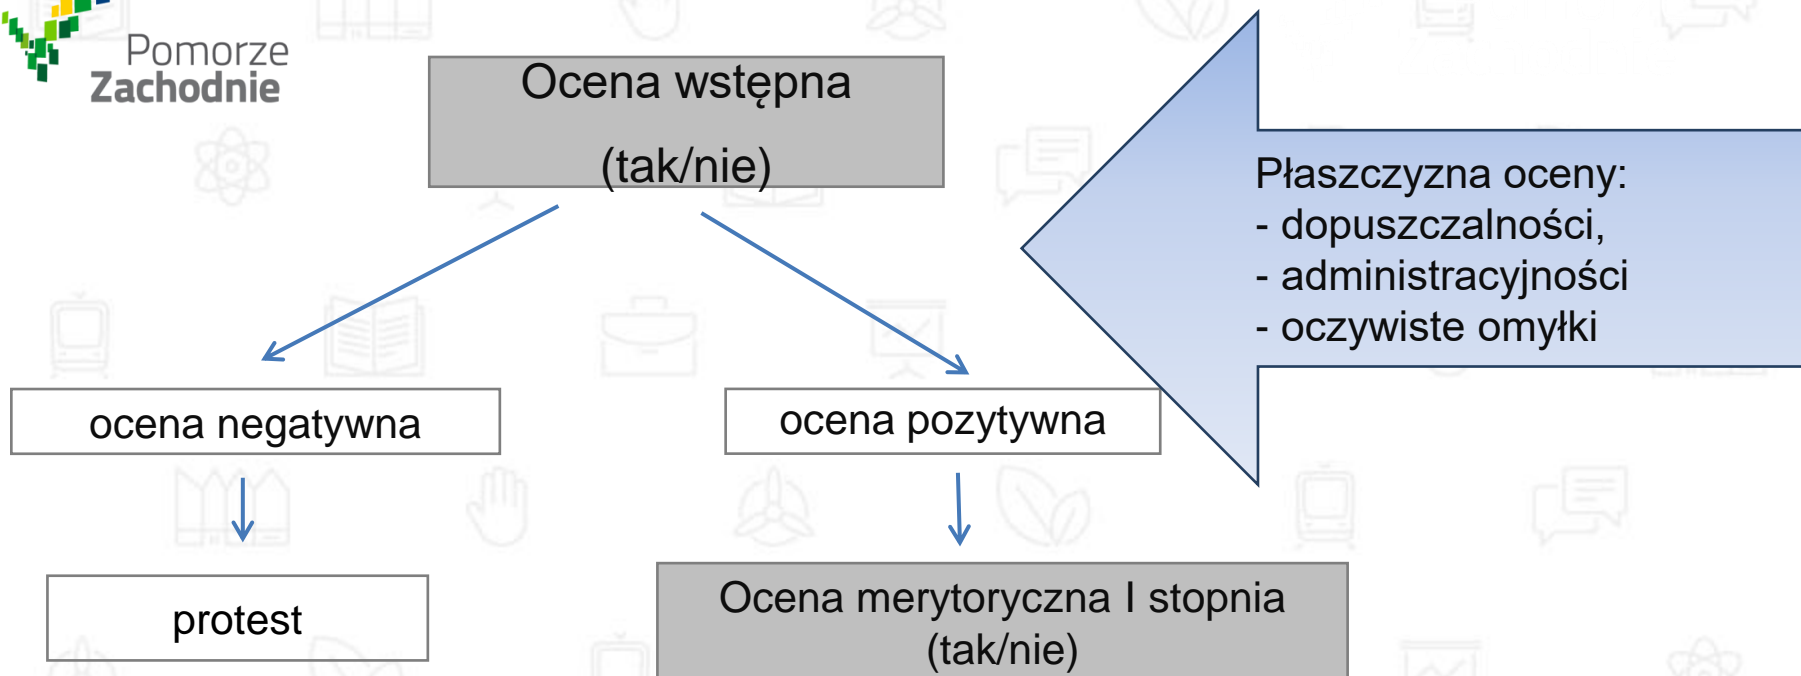 Pomorze
Zachodnie
Ocena wstępna
(tak/nie)
Płaszczyzna oceny:
- dopuszczalności,
- administracyjności
- oczywiste omyłki
ocena negatywna
ocena pozytywna
protest
Ocena merytoryczna I stopnia
(tak/nie)